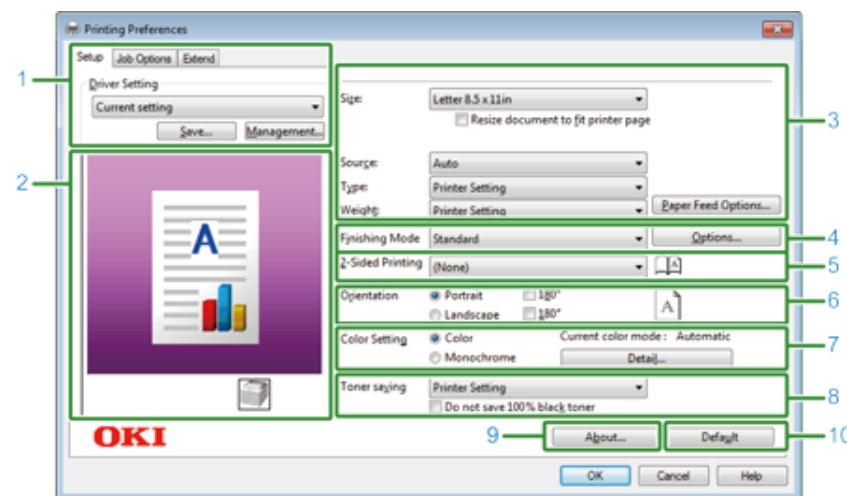 Printing Preferences
Setup Job Options Extend
1
Driver Setting
Current setting
Save... Management...
2
A
OKI
Size: Letter 8.5 x 11in
Resize document to fit printer page
3
Source: Auto
Type: Printer Setting
Weight: Printer Setting Paper Feed Options...
Finishing Mode Standard Options... 4
2-Sided Printing (None) A 5
Orientation Portrait 180° A 6
Landscape 180°
Color Setting Color Current color mode : Automatic 7
Monochrome Detail...
Toner saving Printer Setting 8
Do not save 100% black toner
9 About... Default 10
OK Cancel Help